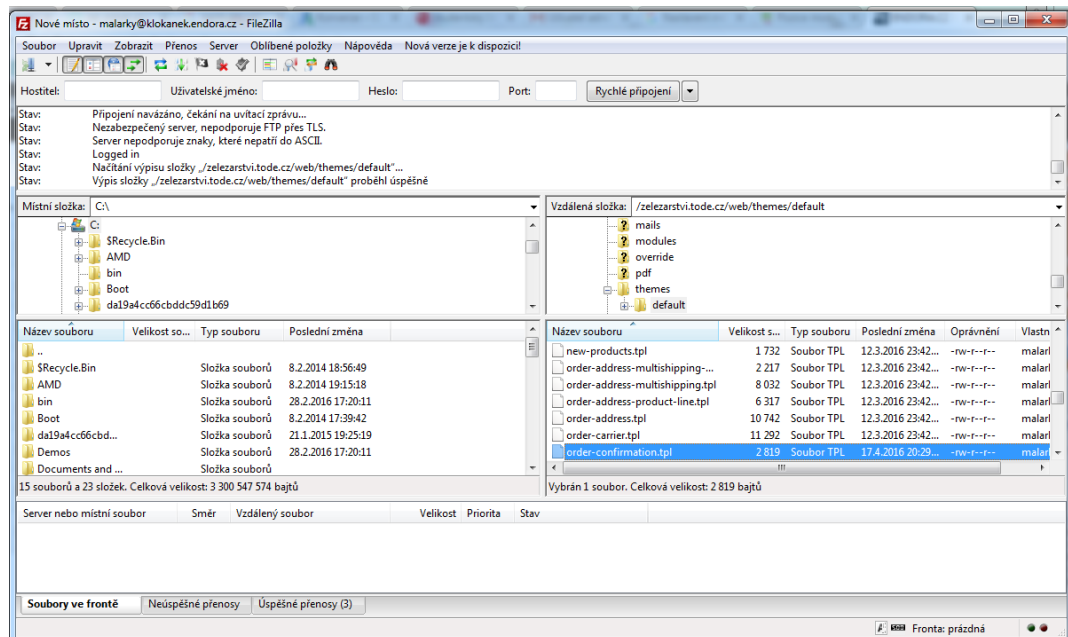 Nové místo - malarky@klokanek.endora.cz - FileZilla
Soubor Upravit Zobrazit Přenos Server Oblíbené položky Nápověda Nová verze je k dispozici!
Hostitel: Uživatelské jméno: Heslo: Port: Rychlé připojení
Stav: Připojení navázáno, čekání na uvítací zprávu...
Stav: Nezabezpečený server, nepodporuje FTP přes TLS.
Stav: Server nepodporuje znaky, které nepatří do ASCII.
Stav: Logged in
Stav: Načítání výpisu složky „/zelezarstvi.tode.cz/web/themes/default“...
Stav: Výpis složky „/zelezarstvi.tode.cz/web/themes/default“ proběhl úspěšné
Místní složka: C:\
C:
$Recycle.Bin
AMD
bin
Boot
da19a4cc66cbddc59d1b69
Vzdálená složka: /zelezarstvi.tode.cz/web/themes/default
mails
modules
override
pdf
themes
default
Název souboru Velikost so... Typ souboru Poslední změna
..
$Recycle.Bin Složka souborů 8.2.2014 18:56:49
AMD Složka souborů 8.2.2014 19:15:18
bin Složka souborů 28.2.2016 17:20:11
Boot Složka souborů 8.2.2014 17:39:42
da19a4cc66cbd... Složka souborů 21.1.2015 19:25:19
Demos Složka souborů 28.2.2016 17:20:11
Documents and ... Složka souborů
15 souborů a 23 složek. Celková velikost: 3 300 547 574 bajtů
Název souboru Velikost s... Typ souboru Poslední změna Oprávnění Vlastn
new-products.tpl 1 732 Soubor TPL 12.3.2016 23:42... -rw-r--r-- malarl
order-address-multishipping-... 2 217 Soubor TPL 12.3.2016 23:42... -rw-r--r-- malarl
order-address-multishipping.tpl 8 032 Soubor TPL 12.3.2016 23:42... -rw-r--r-- malarl
order-address-product-line.tpl 6 317 Soubor TPL 12.3.2016 23:42... -rw-r--r-- malarl
order-address.tpl 10 742 Soubor TPL 12.3.2016 23:42... -rw-r--r-- malarl
order-carrier.tpl 11 292 Soubor TPL 12.3.2016 23:42... -rw-r--r-- malarl
order-confirmation.tpl 2 819 Soubor TPL 17.4.2016 20:29... -rw-r--r-- malarl
Vybrán 1 soubor. Celková velikost: 2 819 bajtů
Server nebo místní soubor Směr Vzdálený soubor Velikost Priorita Stav
Soubory ve frontě Neúspěšné přenosy Úspěšné přenosy (3)
Fronta: prázdná